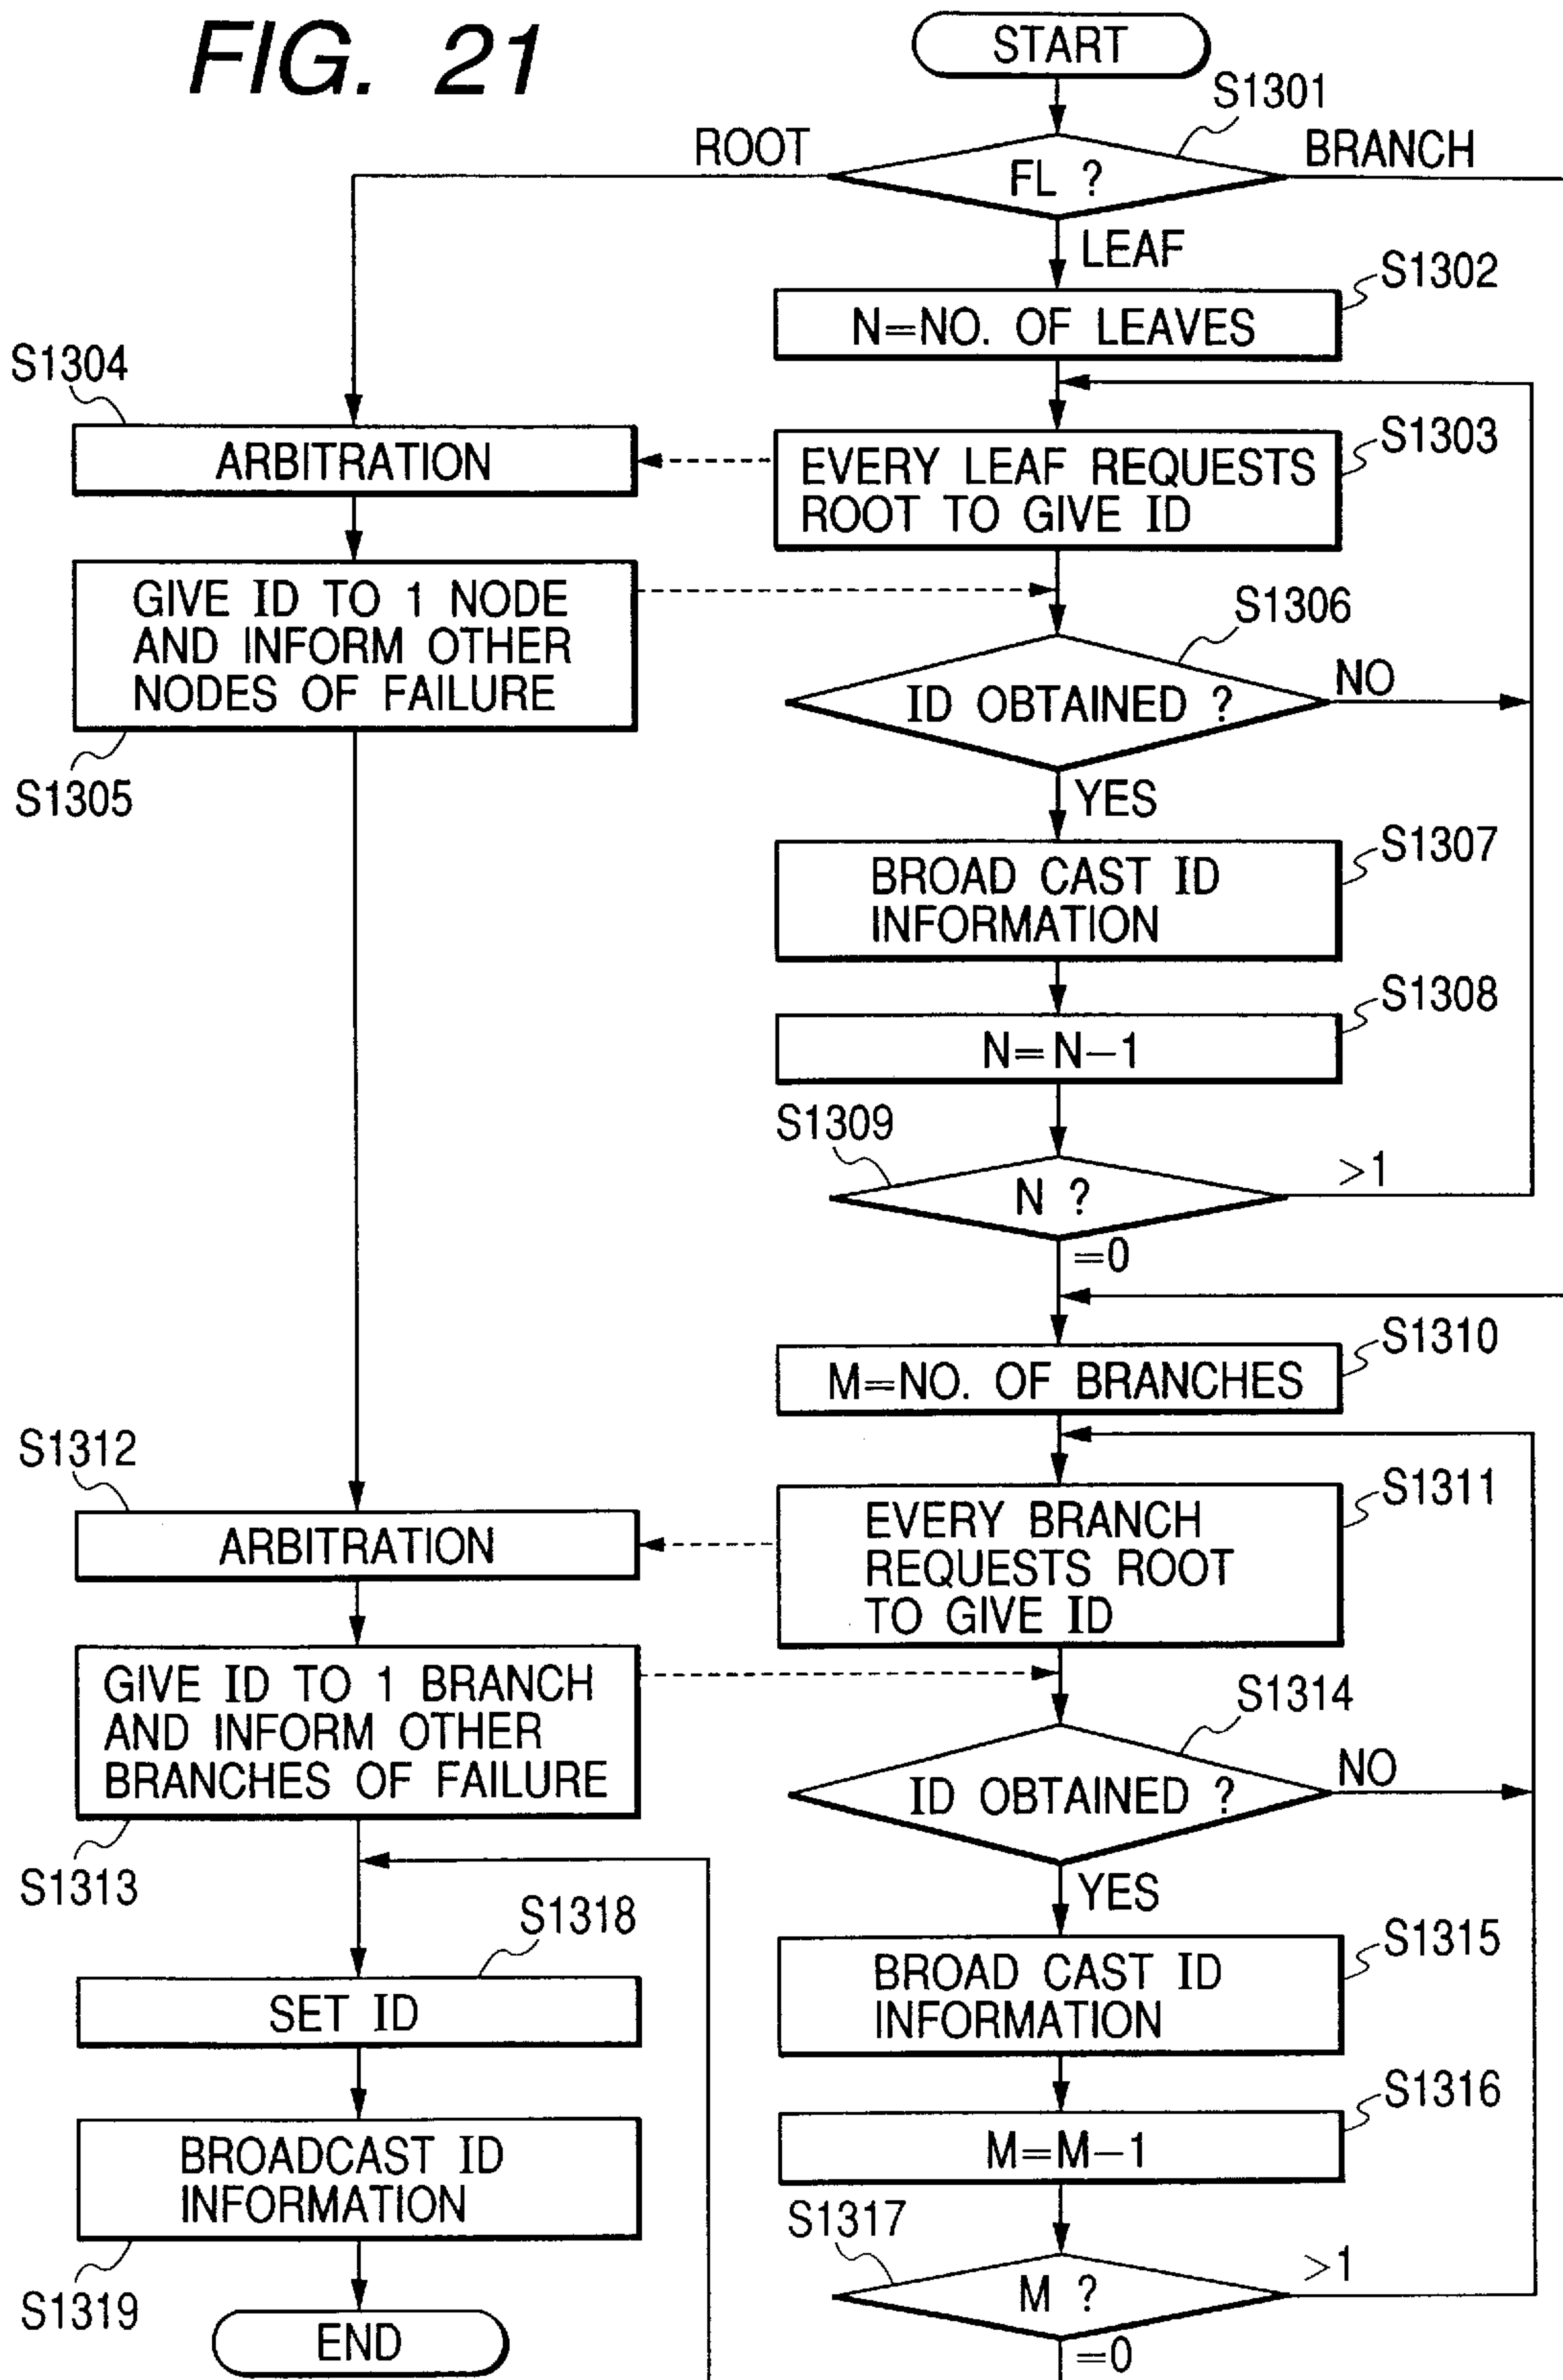 FIG. 21
START
S1301
ROOT
FL ?
BRANCH
LEAF
S1302
N=NO. OF LEAVES
S1304
ARBITRATION
S1303
EVERY LEAF REQUESTS
ROOT TO GIVE ID
GIVE ID TO 1 NODE
AND INFORM OTHER
NODES OF FAILURE
S1305
S1306
ID OBTAINED ?
NO
YES
S1307
BROAD CAST ID
INFORMATION
S1308
N=N−1
S1309
N ?
>1
=0
S1310
M=NO. OF BRANCHES
S1312
ARBITRATION
S1311
EVERY BRANCH
REQUESTS ROOT
TO GIVE ID
GIVE ID TO 1 BRANCH
AND INFORM OTHER
BRANCHES OF FAILURE
S1313
S1314
ID OBTAINED ?
NO
YES
S1318
SET ID
S1315
BROAD CAST ID
INFORMATION
S1316
M=M−1
BROADCAST ID
INFORMATION
S1319
S1317
M ?
>1
=0
END